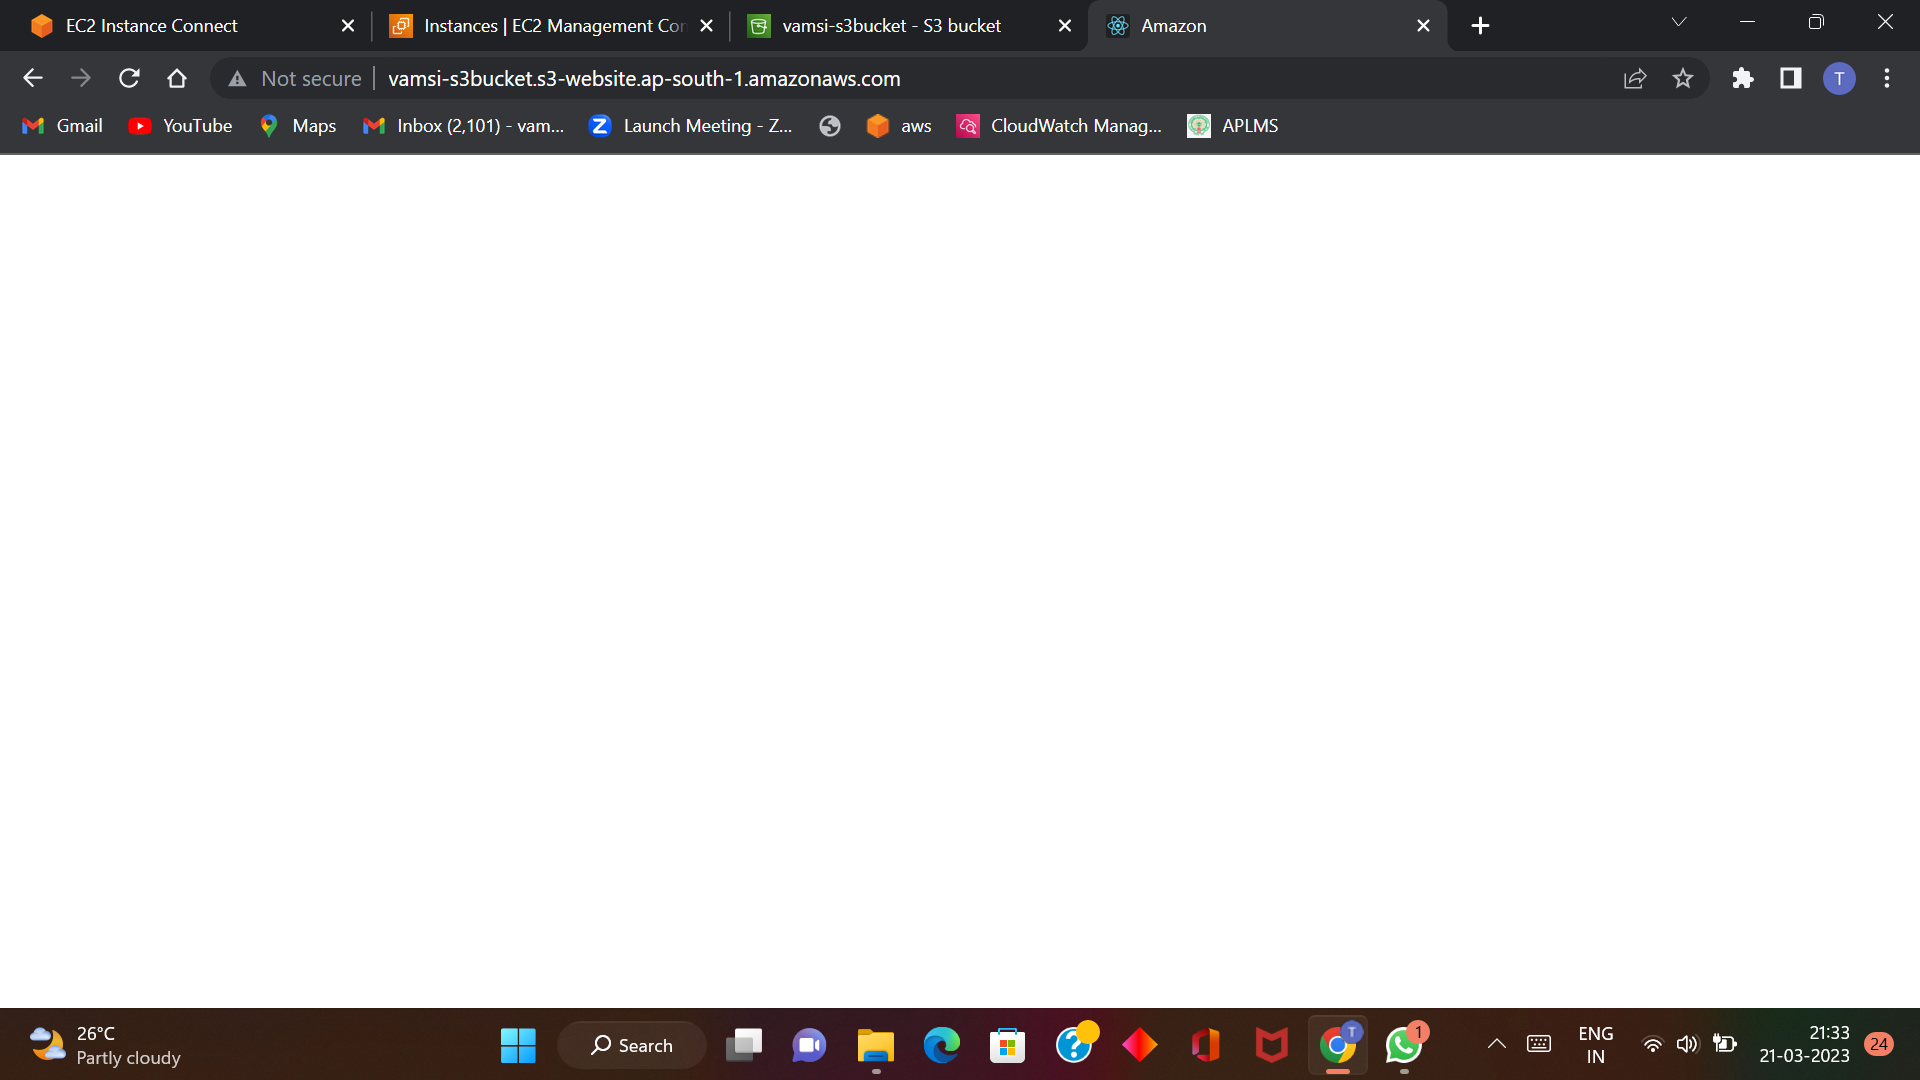 EC2 Instance Connect
Instances | EC2 Management Con
vamsi-s3bucket - S3 bucket
Amazon
Not secure
vamsi-s3bucket.s3-website.ap-south-1.amazonaws.com
T
Gmail
YouTube
Maps
Inbox (2,101) - vam...
Launch Meeting - Z...
aws
CloudWatch Manag...
APLMS
26°C
Partly cloudy
Search
T
1
ENG
IN
21:33
21-03-2023
24